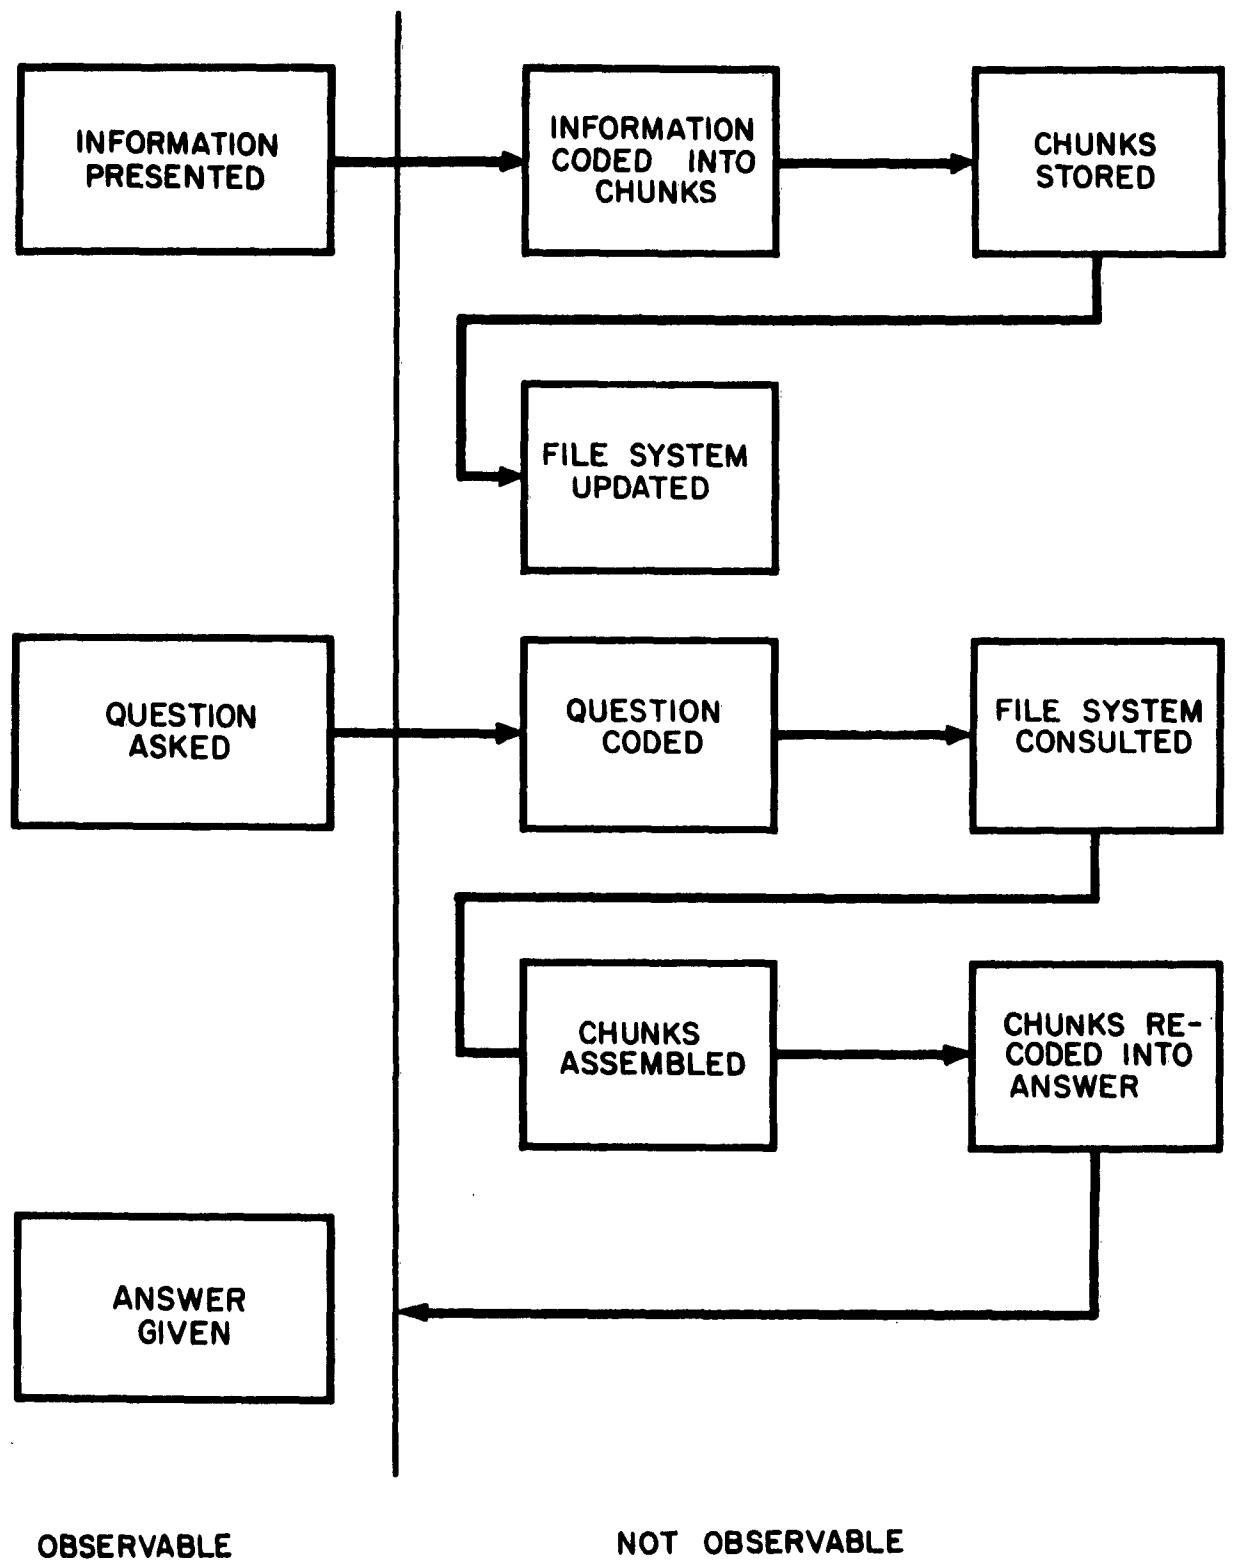 INFORMATION
PRESENTED
INFORMATION
CODED INTO
CHUNKS
CHUNKS
STORED
FILE SYSTEM
UPDATED
QUESTION
ASKED
QUESTION
CODED
FILE SYSTEM
CONSULTED
CHUNKS
ASSEMBLED
CHUNKS RE-
CODED INTO
ANSWER
ANSWER
GIVEN
OBSERVABLE
NOT OBSERVABLE